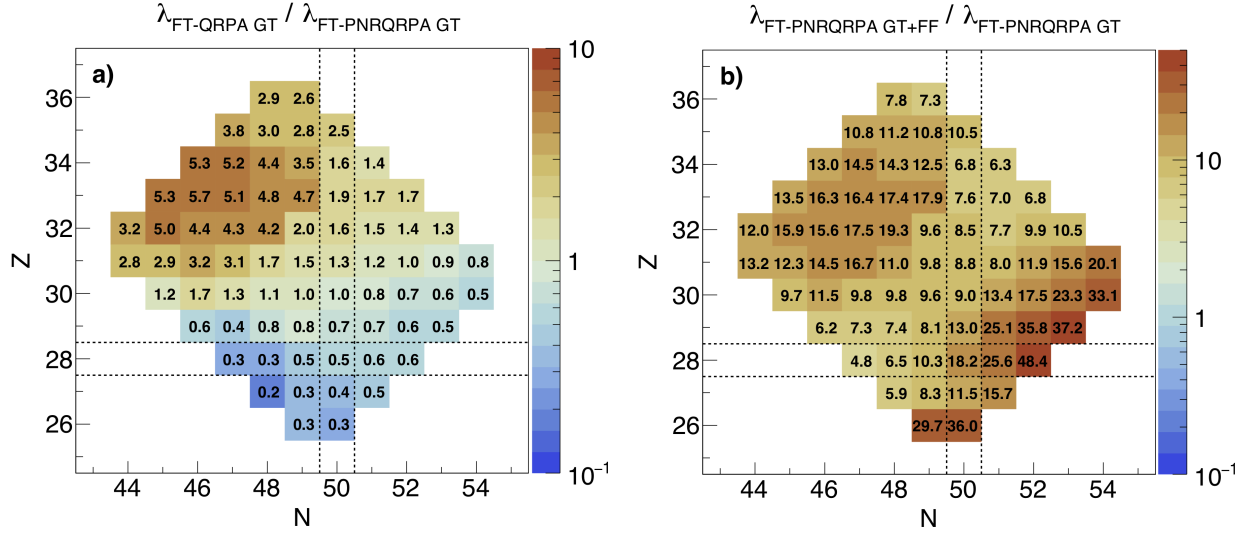 λFT-QRPA GT / λFT-PNRQRPA GT
a)
Z
36 2.9 2.6
3.8 3.0 2.8 2.5
34 5.3 5.2 4.4 3.5 1.6 1.4
5.3 5.7 5.1 4.8 4.7 1.9 1.7 1.7
32 3.2 5.0 4.4 4.3 4.2 2.0 1.6 1.5 1.4 1.3
2.8 2.9 3.2 3.1 1.7 1.5 1.3 1.2 1.0 0.9 0.8
30 1.2 1.7 1.3 1.1 1.0 1.0 0.8 0.7 0.6 0.5
0.6 0.4 0.8 0.8 0.7 0.7 0.6 0.5
28 0.3 0.3 0.5 0.5 0.6 0.6
0.2 0.3 0.4 0.5
26 0.3 0.3
44 46 48 50 52 54
N
10
1
10−1
λFT-PNRQRPA GT+FF / λFT-PNRQRPA GT
b)
Z
36 7.8 7.3
10.8 11.2 10.8 10.5
34 13.0 14.5 14.3 12.5 6.8 6.3
13.5 16.3 16.4 17.4 17.9 7.6 7.0 6.8
32 12.0 15.9 15.6 17.5 19.3 9.6 8.5 7.7 9.9 10.5
13.2 12.3 14.5 16.7 11.0 9.8 8.8 8.0 11.9 15.6 20.1
30 9.7 11.5 9.8 9.8 9.6 9.0 13.4 17.5 23.3 33.1
6.2 7.3 7.4 8.1 13.0 25.1 35.8 37.2
28 4.8 6.5 10.3 18.2 25.6 48.4
5.9 8.3 11.5 15.7
26 29.7 36.0
44 46 48 50 52 54
N
10
1
10−1